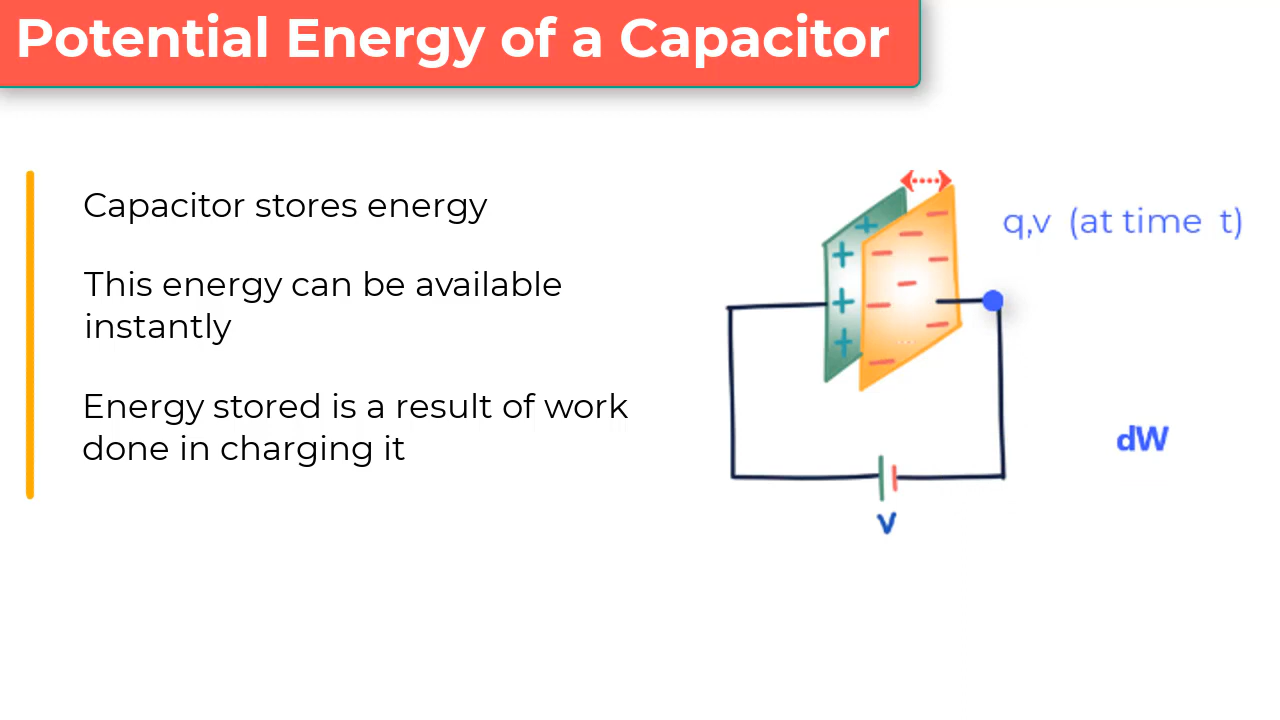 Potential Energy of a Capacitor
Capacitor stores energy
This energy can be available
instantly
Energy stored is a result of work
done in charging it
q,v (at time t)
dW
v